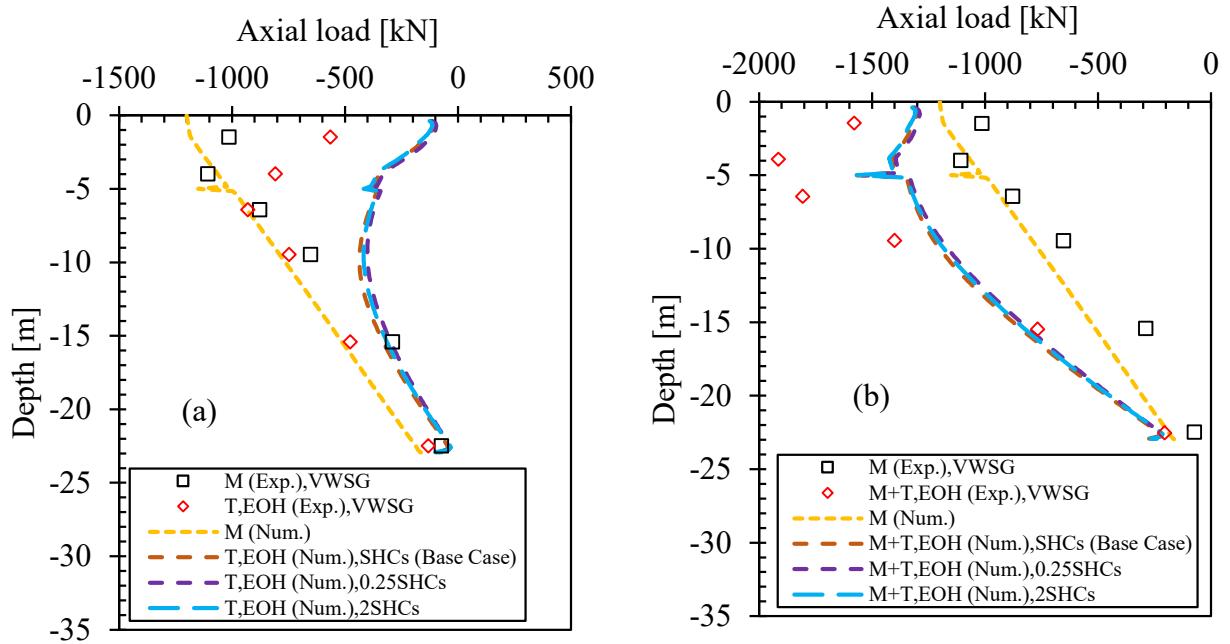 Axial load [kN]
-1500 -1000 -500 0 500
0
-5
-10
-15
-20
-25
-30
-35
Depth [m]
(a)
M (Exp.),VWSG
T,EOH (Exp.),VWSG
M (Num.)
T,EOH (Num.),SHCs (Base Case)
T,EOH (Num.),0.25SHCs
T,EOH (Num.),2SHCs
Axial load [kN]
-2000 -1500 -1000 -500 0
0
-5
-10
-15
-20
-25
-30
-35
Depth [m]
(b)
M (Exp.),VWSG
M+T,EOH (Exp.),VWSG
M (Num.)
M+T,EOH (Num.),SHCs (Base Case)
M+T,EOH (Num.),0.25SHCs
M+T,EOH (Num.),2SHCs